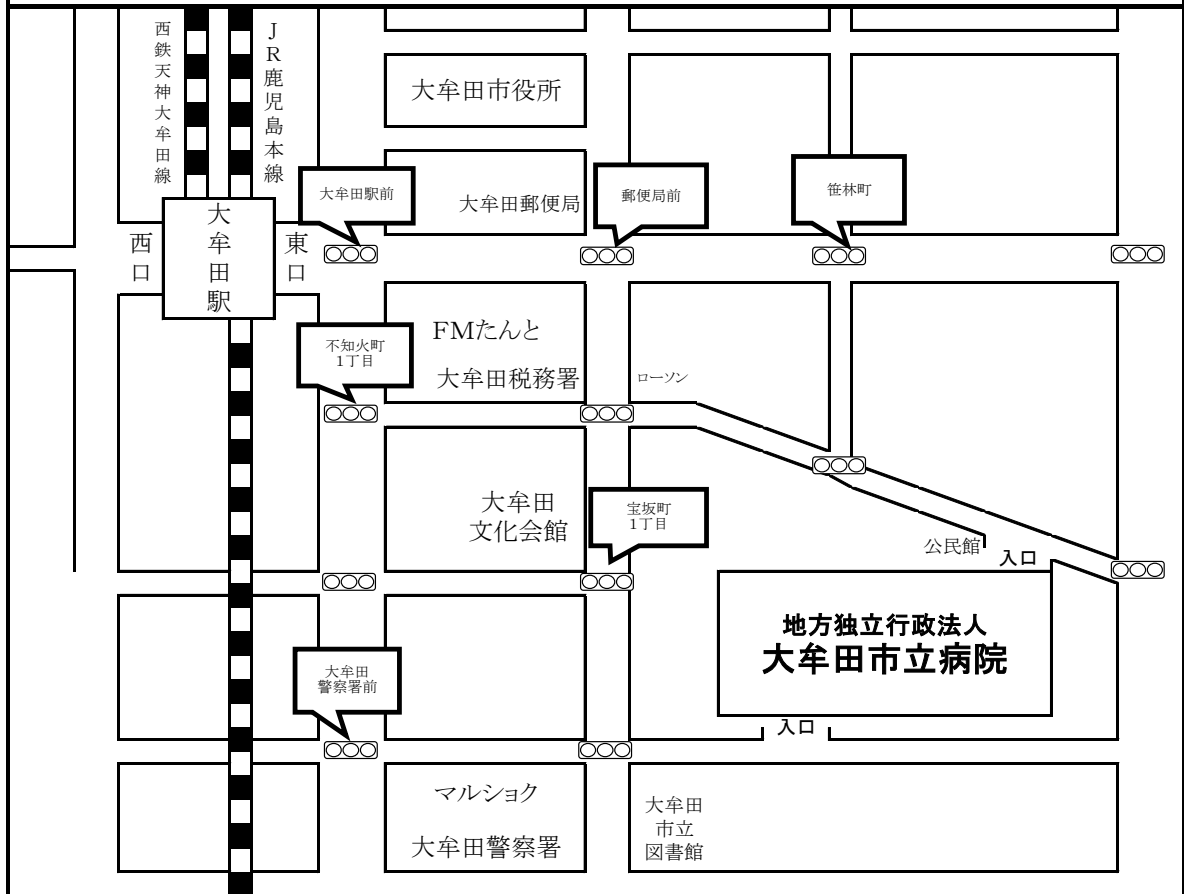 西鉄天神大牟田線
JR鹿児島本線
大牟田市役所
大牟田駅前
大牟田郵便局
郵便局前
笹林町
西口
大牟田駅
東口
不知火町
1丁目
FMたんと
大牟田税務署
ローソン
大牟田
文化会館
宝坂町
1丁目
公民館
入口
地方独立行政法人
大牟田市立病院
大牟田
警察署前
入口
マルショク
大牟田警察署
大牟田
市立
図書館